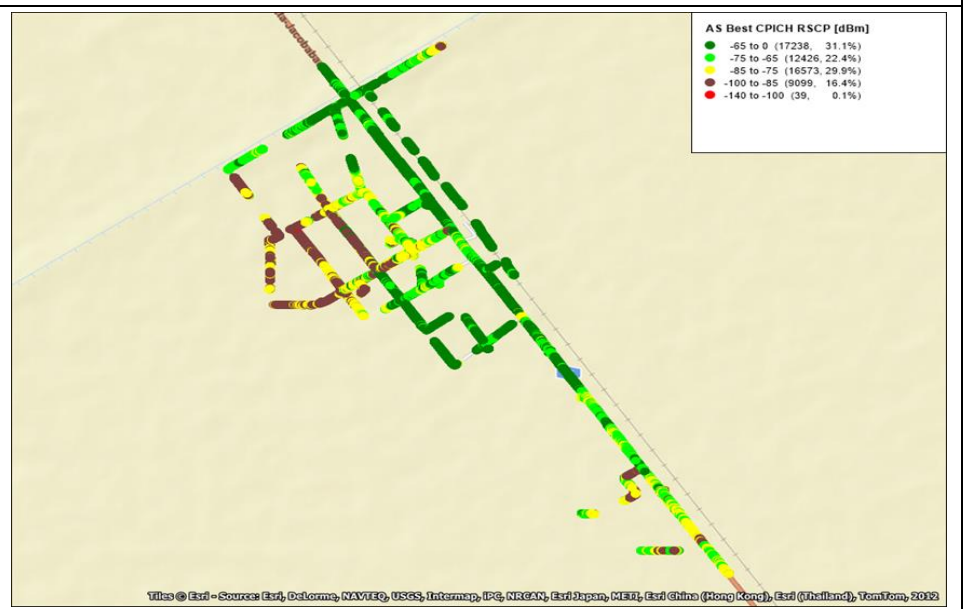 AS Best CPICH RSCP [dBm]
-65 to 0 (17238, 31.1%)
-75 to -65 (12426, 22.4%)
-85 to -75 (16573, 29.9%)
-100 to -85 (9099, 16.4%)
-140 to -100 (39, 0.1%)
ta-Jacobaba
Tiles © Esri - Source: Esri, DeLorme, NAVTEQ, USGS, Intermap, iPC, NRCAN, Esri Japan, METI, Esri China (Hong Kong), Esri (Thailand), TomTom, 2012